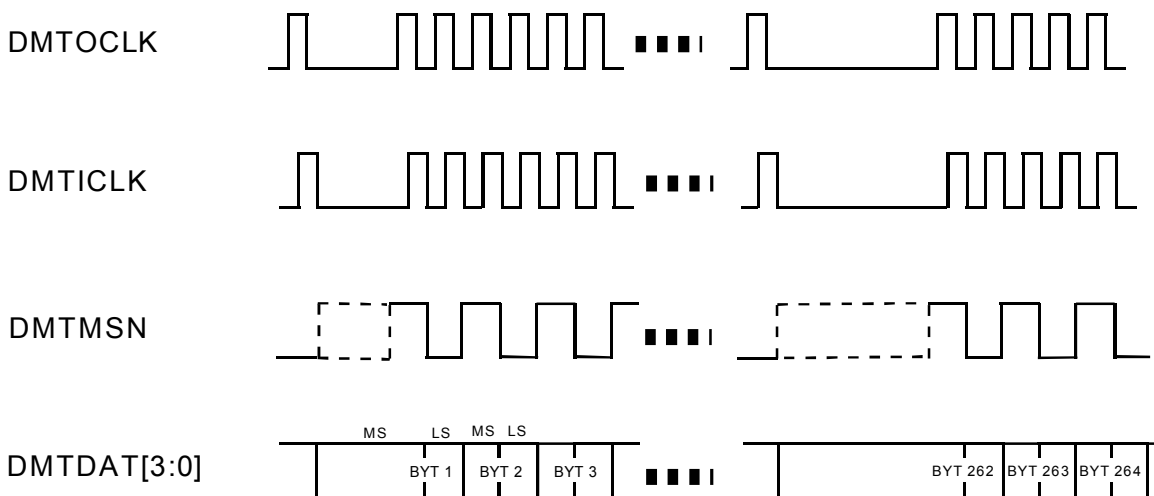 DMTOCLK
DMTICLK
DMTMSN
MS LS MS LS
DMTDAT[3:0] BYT 1 BYT 2 BYT 3 BYT 262 BYT 263 BYT 264